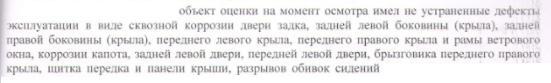 объект оценки на момент осмотра имел не устраненные дефекты
эксплуатации в виде сквозной коррозии двери задка, задней левой боковины (крыла), задней
правой боковины (крыла), переднего левого крыла, переднего правого крыла и рамы ветрового
окна, коррозии капота, задней левой двери, передней левой двери, брызговика переднего правого
крыла, щитка передка и панели крыши, разрывов обивок сидений